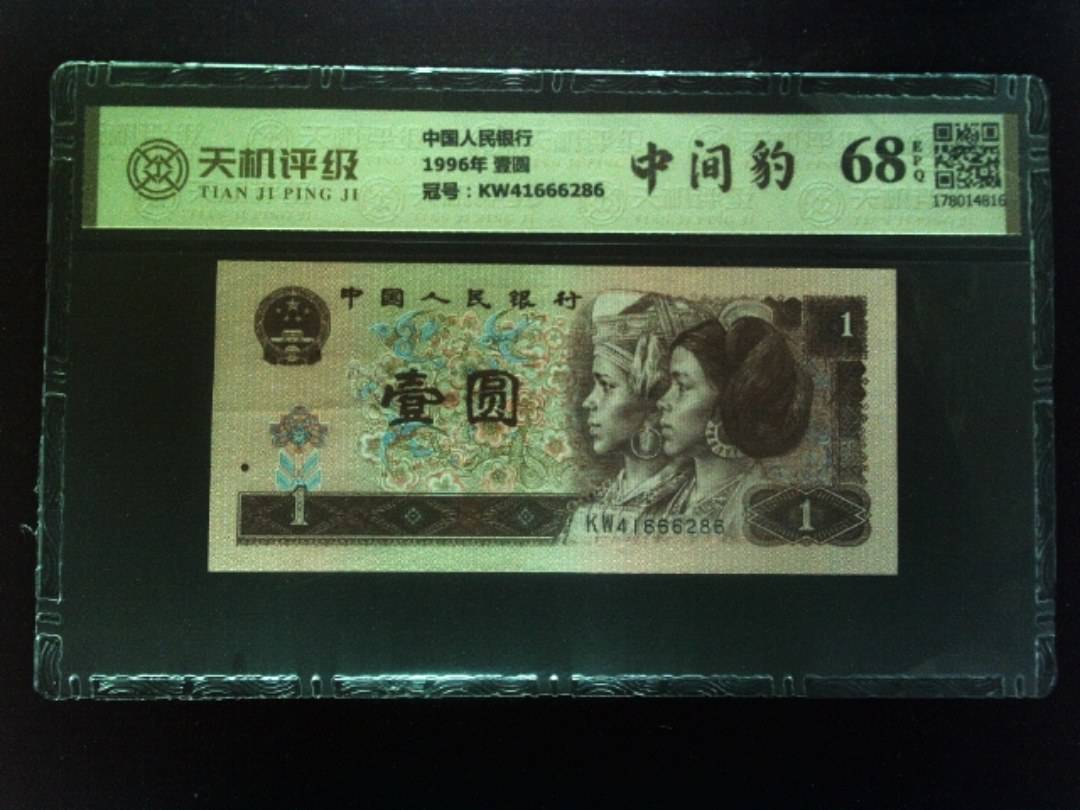 天机评级
TIAN JI PING JI
中国人民银行
1996年 壹圆
冠号：KW41666286
中间豹
68
EPQ
178014816
中国人民银行
1
壹圆
1
KW41666286
1